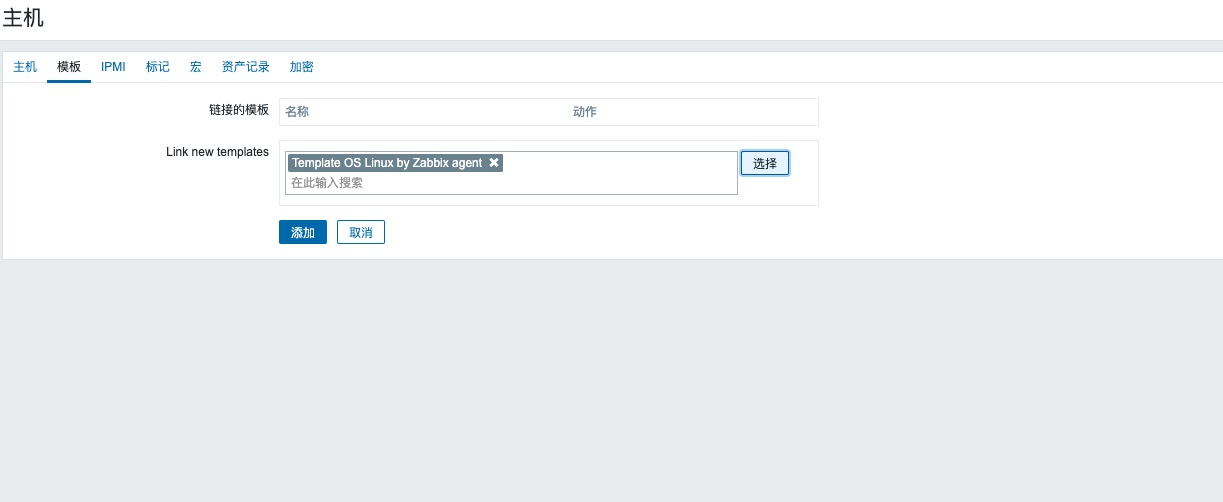 主机
主机 模板 IPMI 标记 宏 资产记录 加密
链接的模板 名称 动作
Link new templates Template OS Linux by Zabbix agent ✖ 选择
在此输入搜索
添加 取消